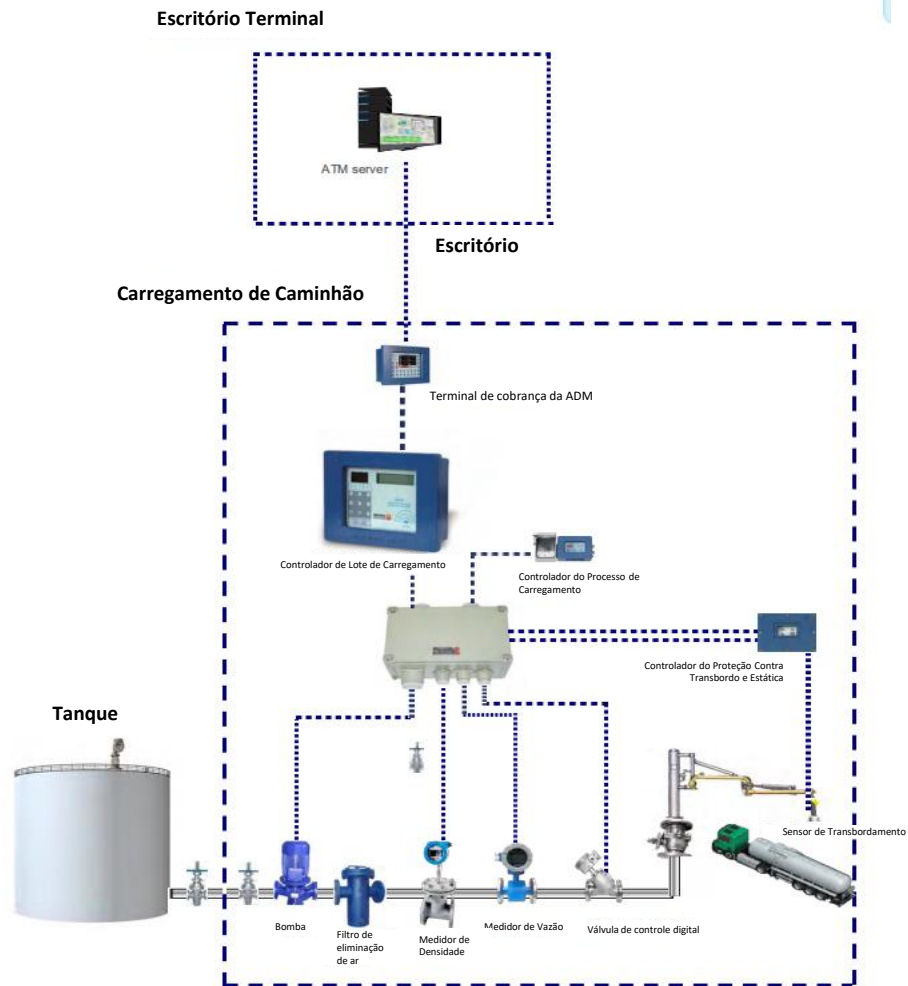 Escritório Terminal
ATM server
Escritório
Carregamento de Caminhão
Terminal de cobrança da ADM
Controlador de Lote de Carregamento
Controlador do Processo de
Carregamento
Controlador do Proteção Contra
Transbordo e Estática
Tanque
Sensor de Transbordamento
Bomba
Filtro de
eliminação
de ar
Medidor de
Densidade
Medidor de Vazão
Válvula de controle digital